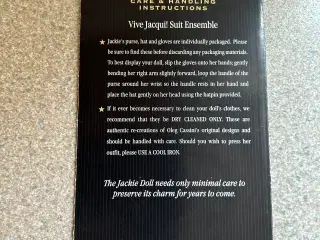 CARE & HANDLING
INSTRUCTIONS
Vive Jacqui! Suit Ensemble
★ Jackie's purse, hat and gloves are individually packaged. Please
be sure to find these before discarding any packaging materials.
To best display your doll, slip the gloves onto her hands; gently
bending her right arm slightly forward, loop the handle of the
purse around her wrist so the handle rests in her hand and
place the hat gently on her head using the hatpin provided.
★ If it ever becomes necessary to clean your doll's clothes, we
recommend that they be DRY CLEANED ONLY. These are
authentic re-creations of Oleg Cassini's original designs and
should be handled with care. Should you wish to press her
outfit, please USE A COOL IRON.
The Jackie Doll needs only minimal care to
preserve its charm for years to come.